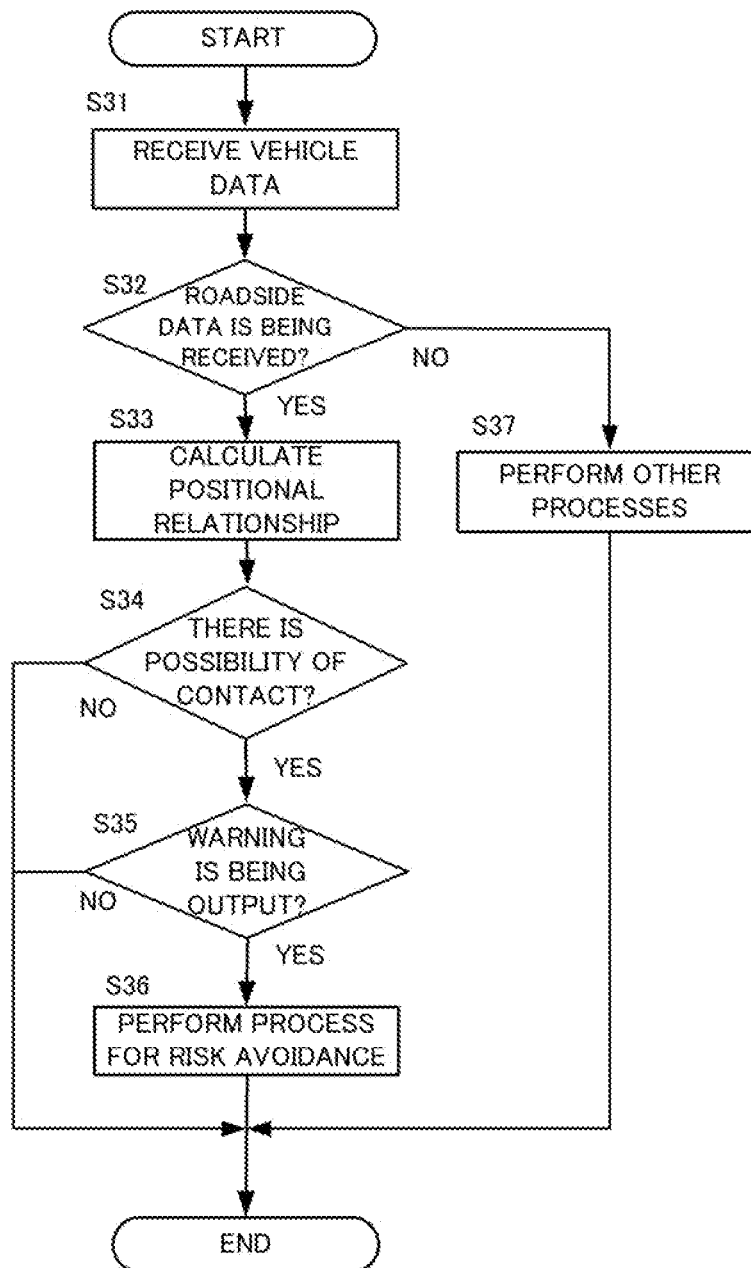 START
S31
RECEIVE VEHICLE
DATA
S32
ROADSIDE
DATA IS BEING
RECEIVED?
NO
YES
S33
CALCULATE
POSITIONAL
RELATIONSHIP
S37
PERFORM OTHER
PROCESSES
S34
THERE IS
POSSIBILITY OF
CONTACT?
NO
YES
S35
WARNING
IS BEING
OUTPUT?
NO
YES
S36
PERFORM PROCESS
FOR RISK AVOIDANCE
END